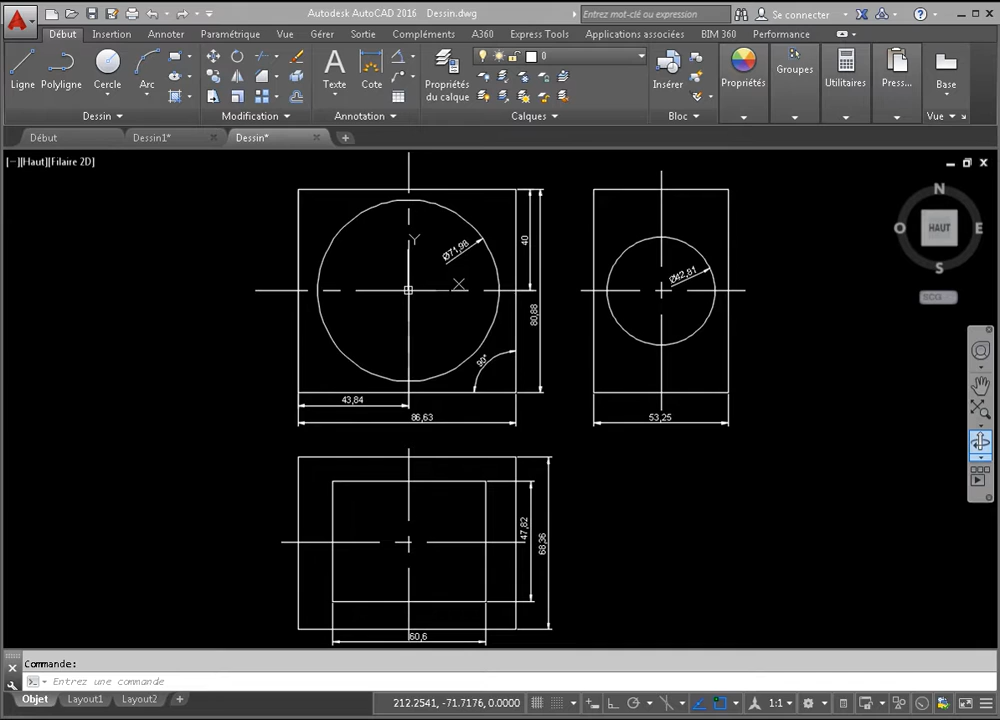 Autodesk AutoCAD 2016 Dessin.dwg
Entrez mot-clé ou expression
Se connecter
Début Insertion Annoter Paramétrique Vue Gérer Sortie Compléments A360 Express Tools Applications associées BIM 360 Performance
Ligne Polyligne Cercle Arc
Texte Cote
Propriétés
du calque
0
Insérer
Propriétés
Groupes
Utilitaires
Press...
Base
Dessin Modification Annotation Calques Bloc Vue
Début Dessin1* Dessin*
[−][Haut][Filaire 2D]
N
O HAUT E
S
SCG
Y
X
Ø71,98
40
80,88
90°
43,84
86,63
Ø42,81
53,25
47,82
68,36
60,6
Commande:
Entrez une commande
Objet Layout1 Layout2
212.2541, -71.7176, 0.0000
1:1